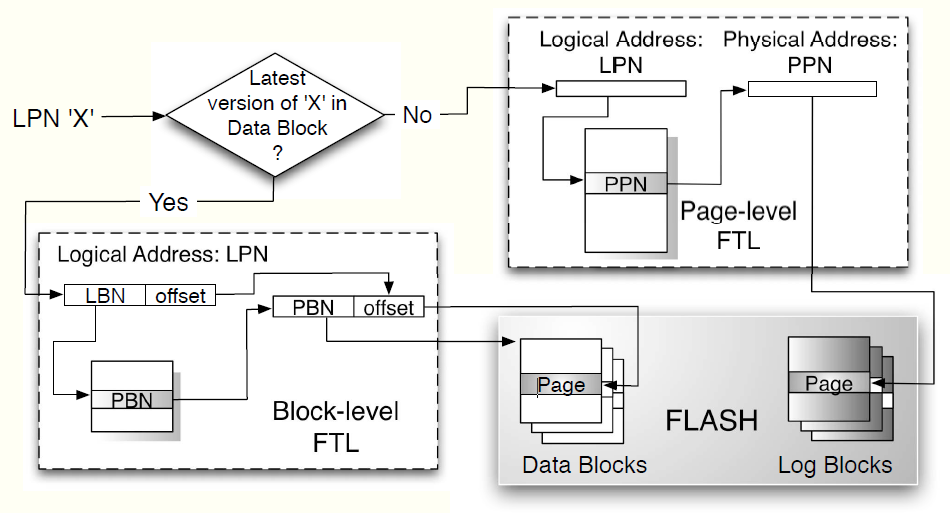 LPN 'X'
Latest
version of 'X' in
Data Block
?
No
Yes
Logical Address:
LPN
Physical Address:
PPN
PPN
Page-level
FTL
Logical Address: LPN
LBN offset
PBN offset
PBN
Block-level
FTL
Page
Data Blocks
FLASH
Page
Log Blocks